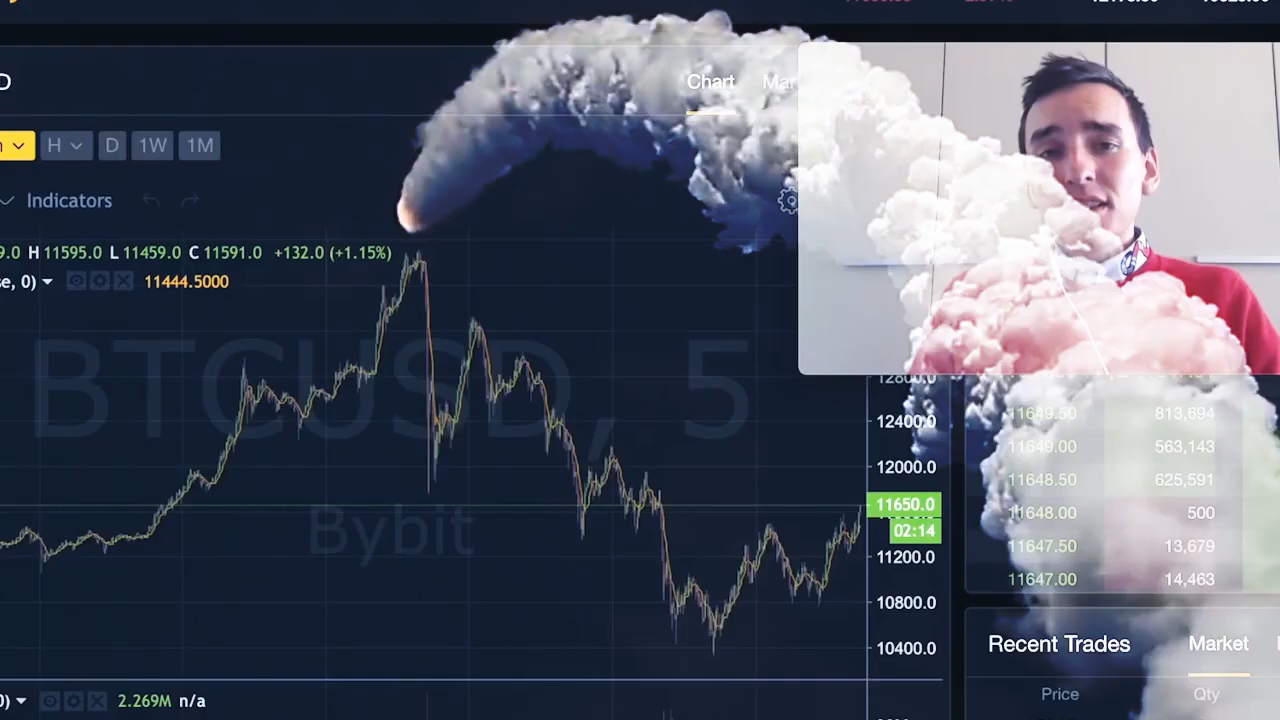 D
Chart
H D 1W 1M
Indicators
H 11595.0 L 11459.0 C 11591.0 +132.0 (+1.15%)
0) 11444.5000
BTCUSD, 5
Bybit
12800.0
12400.0
12000.0
11650.0
02:14
11200.0
10800.0
10400.0
11649.50 813,694
11649.00 563,143
11648.50 625,591
11648.00 500
11647.50 13,679
11647.00 14,463
Recent Trades Market
Price Qty
2.269M n/a